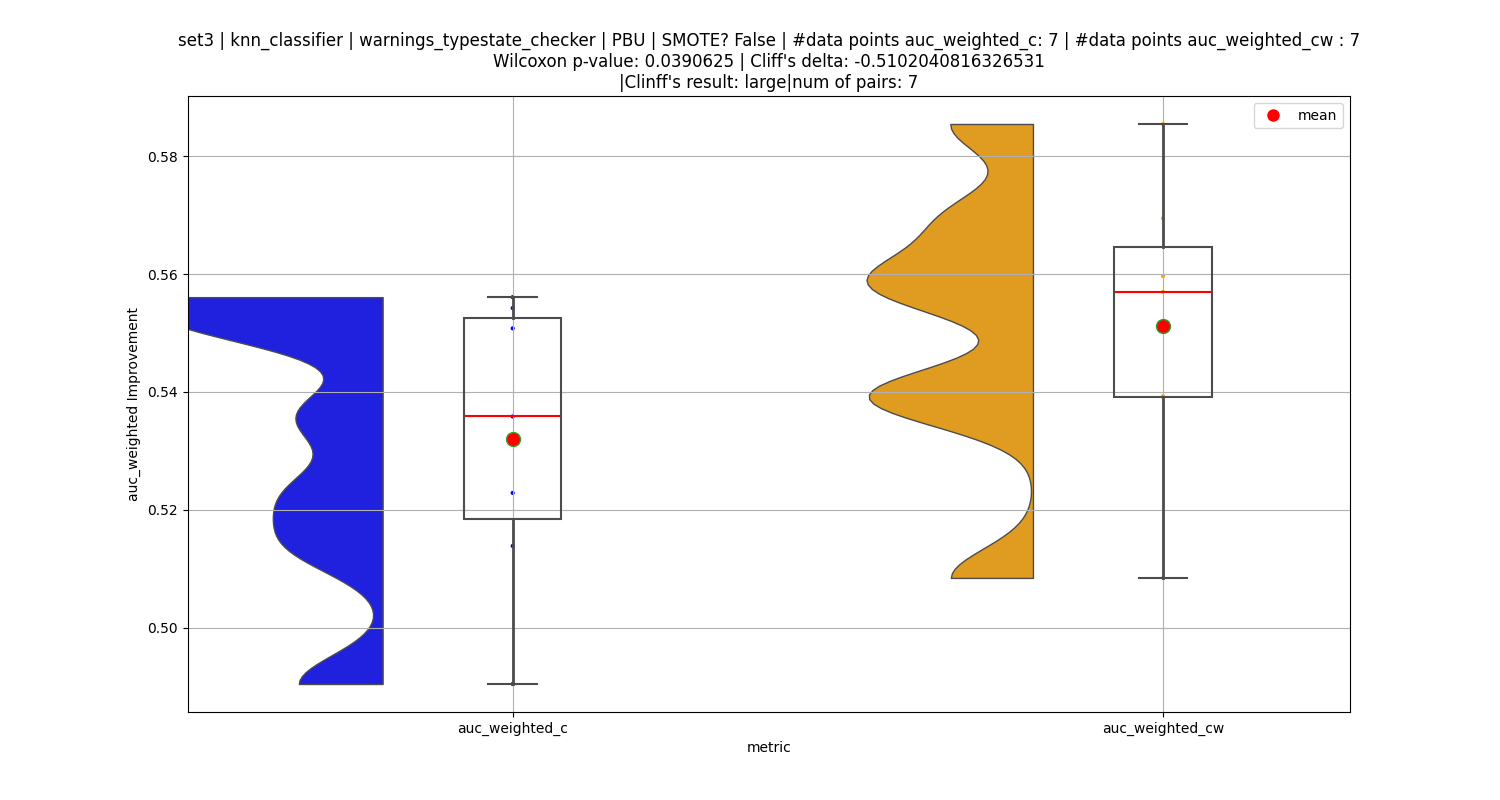 set3 | knn_classifier | warnings_typestate_checker | PBU | SMOTE? False | #data points auc_weighted_c: 7 | #data points auc_weighted_cw : 7
Wilcoxon p-value: 0.0390625 | Cliff's delta: -0.5102040816326531
|Clinff's result: large|num of pairs: 7
mean
0.58
0.56
0.54
0.52
0.50
auc_weighted Improvement
auc_weighted_c
auc_weighted_cw
metric